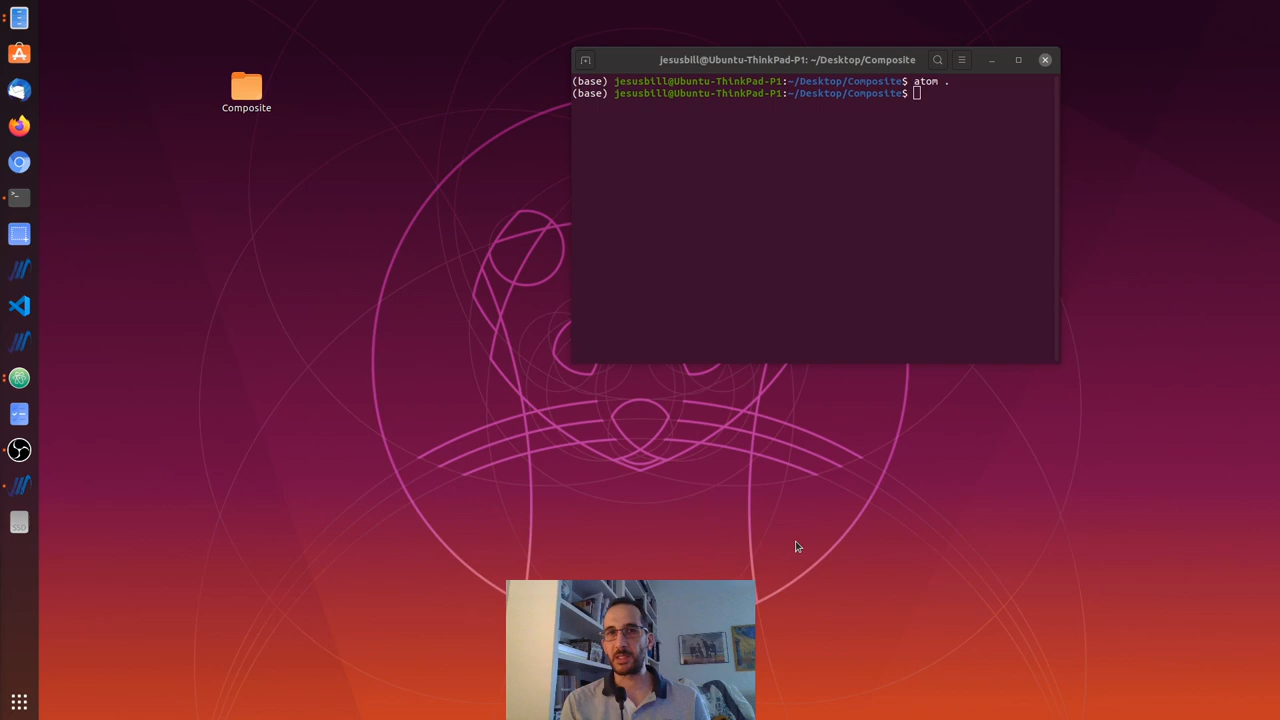 jesusbill@Ubuntu-ThinkPad-P1: ~/Desktop/Composite
(base) jesusbill@Ubuntu-ThinkPad-P1:~/Desktop/Composite$ atom .
(base) jesusbill@Ubuntu-ThinkPad-P1:~/Desktop/Composite$
Composite
SSD